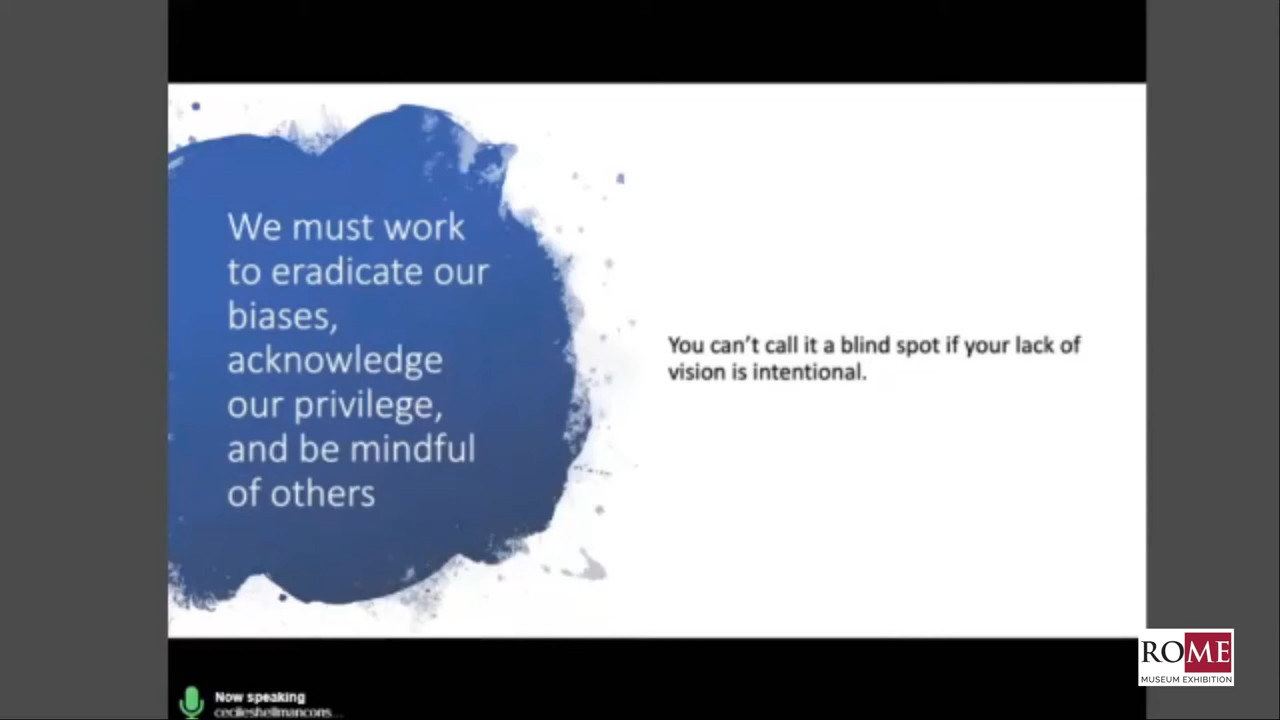 We must work
to eradicate our
biases,
acknowledge
our privilege,
and be mindful
of others
You can't call it a blind spot if your lack of
vision is intentional.
ROME
MUSEUM EXHIBITION
Now speaking
cecileshellmancons...